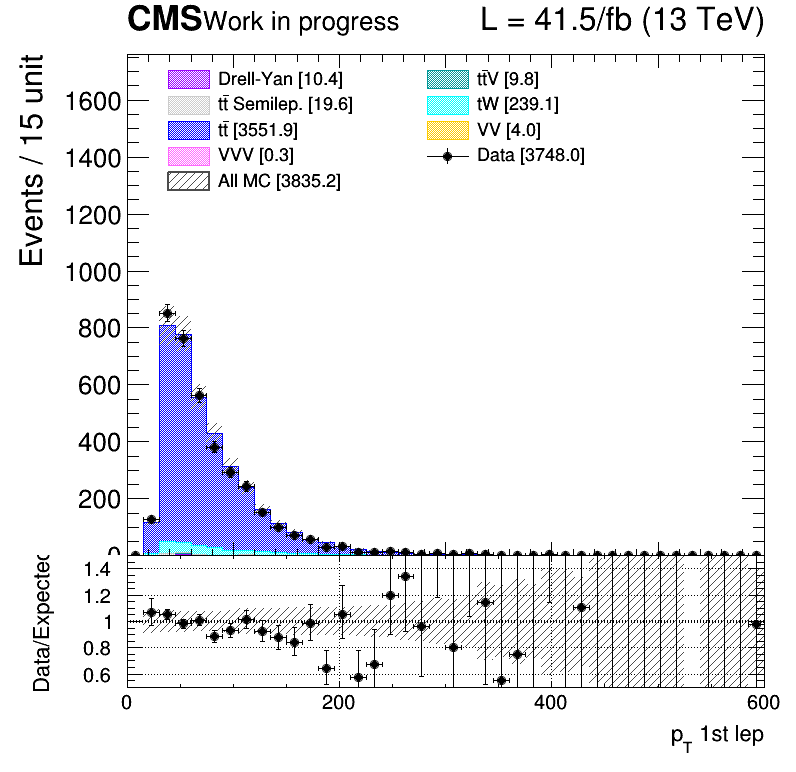 CMS Work in progress L = 41.5/fb (13 TeV)
Drell-Yan [10.4] tt̄V [9.8]
tt̄ Semilep. [19.6] tW [239.1]
tt̄ [3551.9] VV [4.0]
VVV [0.3] Data [3748.0]
All MC [3835.2]
Events / 15 unit
1600
1400
1200
1000
800
600
400
200
0
Data/Expected
1.4
1.2
1
0.8
0.6
0 200 400 600
p_T 1st lep